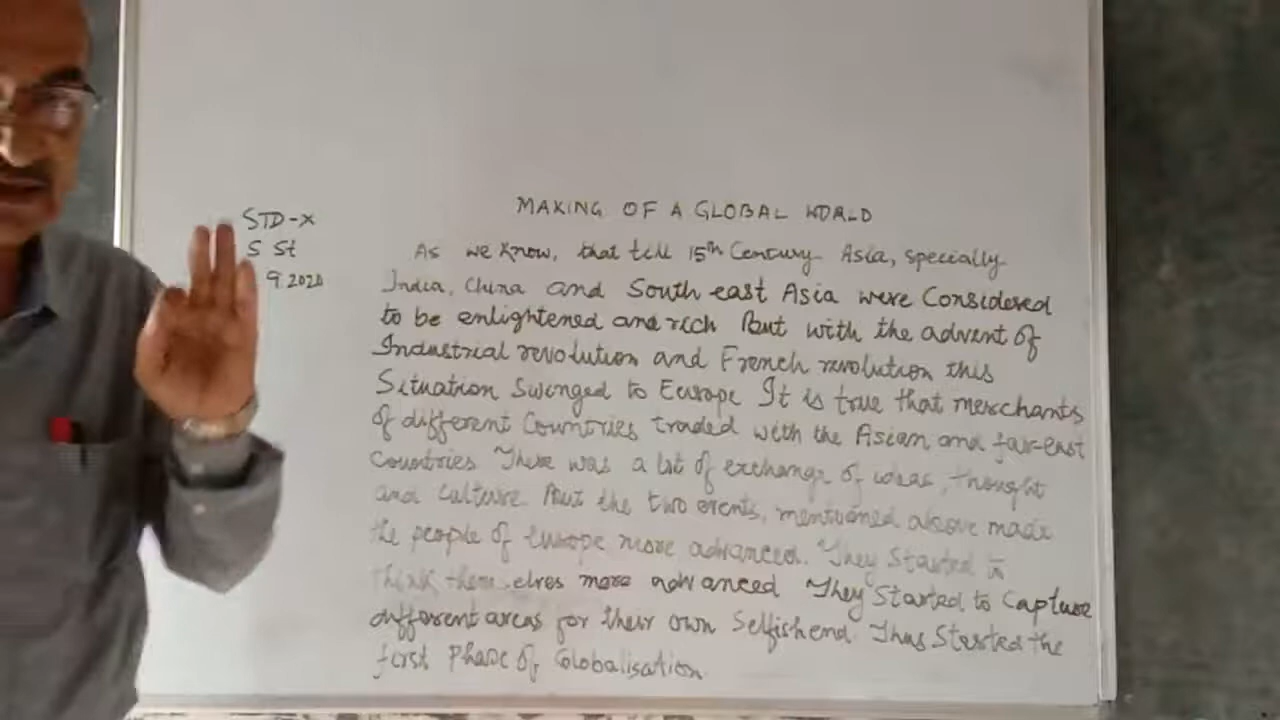 STD-X
S St
9.2020
MAKING OF A GLOBAL WORLD
As we know, that till 15th Century Asia, specially
India, China and South east Asia were Considered
to be enlightened and rich But with the advent of
Industrial revolution and French revolution this
Situation Swinged to Europe It is true that merchants
of different Countries traded with the Asian and far-east
Countries There was a lot of exchange of ideas, thought
and Culture. But the two events, mentioned above made
the people of Europe more advanced. They Started
think themselves more advanced They Started to Capture
different areas for their own Selfish end. Thus Started the
first Phase of Globalisation.